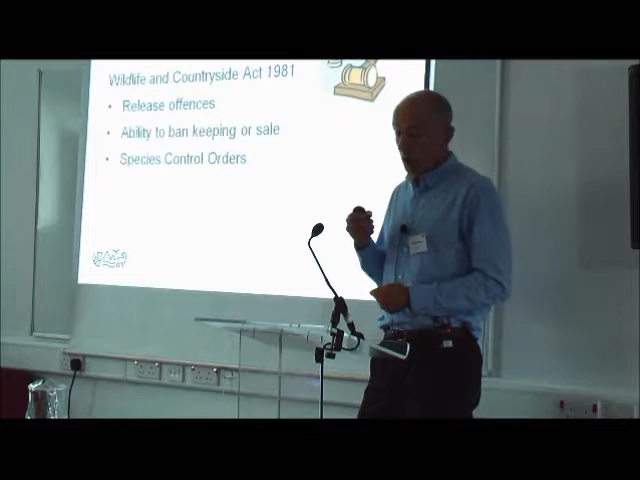 Wildlife and Countryside Act 1981
• Release offences
• Ability to ban keeping or sale
• Species Control Orders